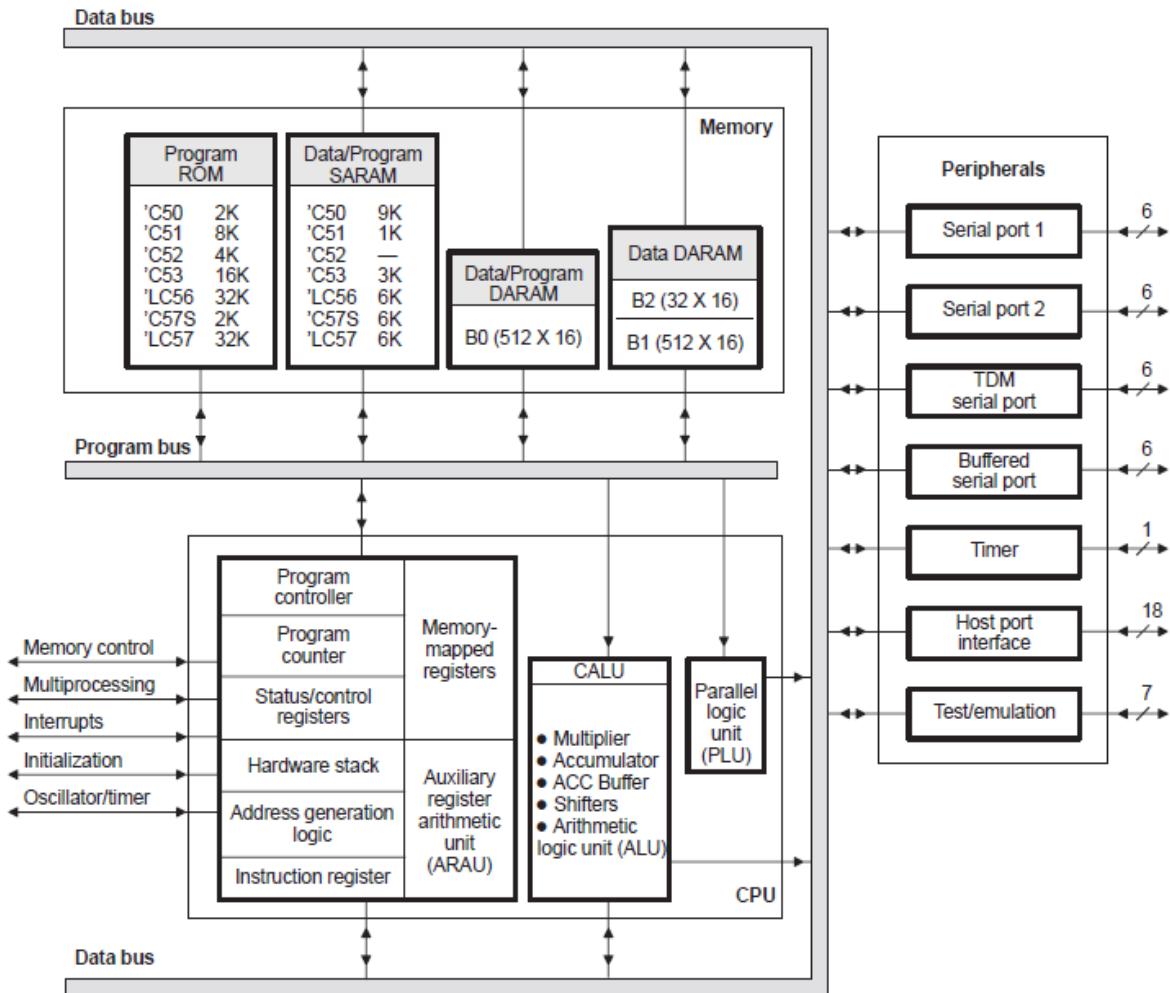 Data bus
Memory
Program
ROM
'C50 2K
'C51 8K
'C52 4K
'C53 16K
'LC56 32K
'C57S 2K
'LC57 32K
Data/Program
SARAM
'C50 9K
'C51 1K
'C52 —
'C53 3K
'LC56 6K
'C57S 6K
'LC57 6K
Data/Program
DARAM
B0 (512 X 16)
Data DARAM
B2 (32 X 16)
B1 (512 X 16)
Program bus
Program
controller
Program
counter
Status/control
registers
Hardware stack
Address generation
logic
Instruction register
Memory-
mapped
registers
Auxiliary
register
arithmetic
unit
(ARAU)
Memory control
Multiprocessing
Interrupts
Initialization
Oscillator/timer
CALU
● Multiplier
● Accumulator
● ACC Buffer
● Shifters
● Arithmetic
logic unit (ALU)
Parallel
logic
unit
(PLU)
CPU
Data bus
Peripherals
Serial port 1
6
Serial port 2
6
TDM
serial port
6
Buffered
serial port
6
Timer
1
Host port
interface
18
Test/emulation
7